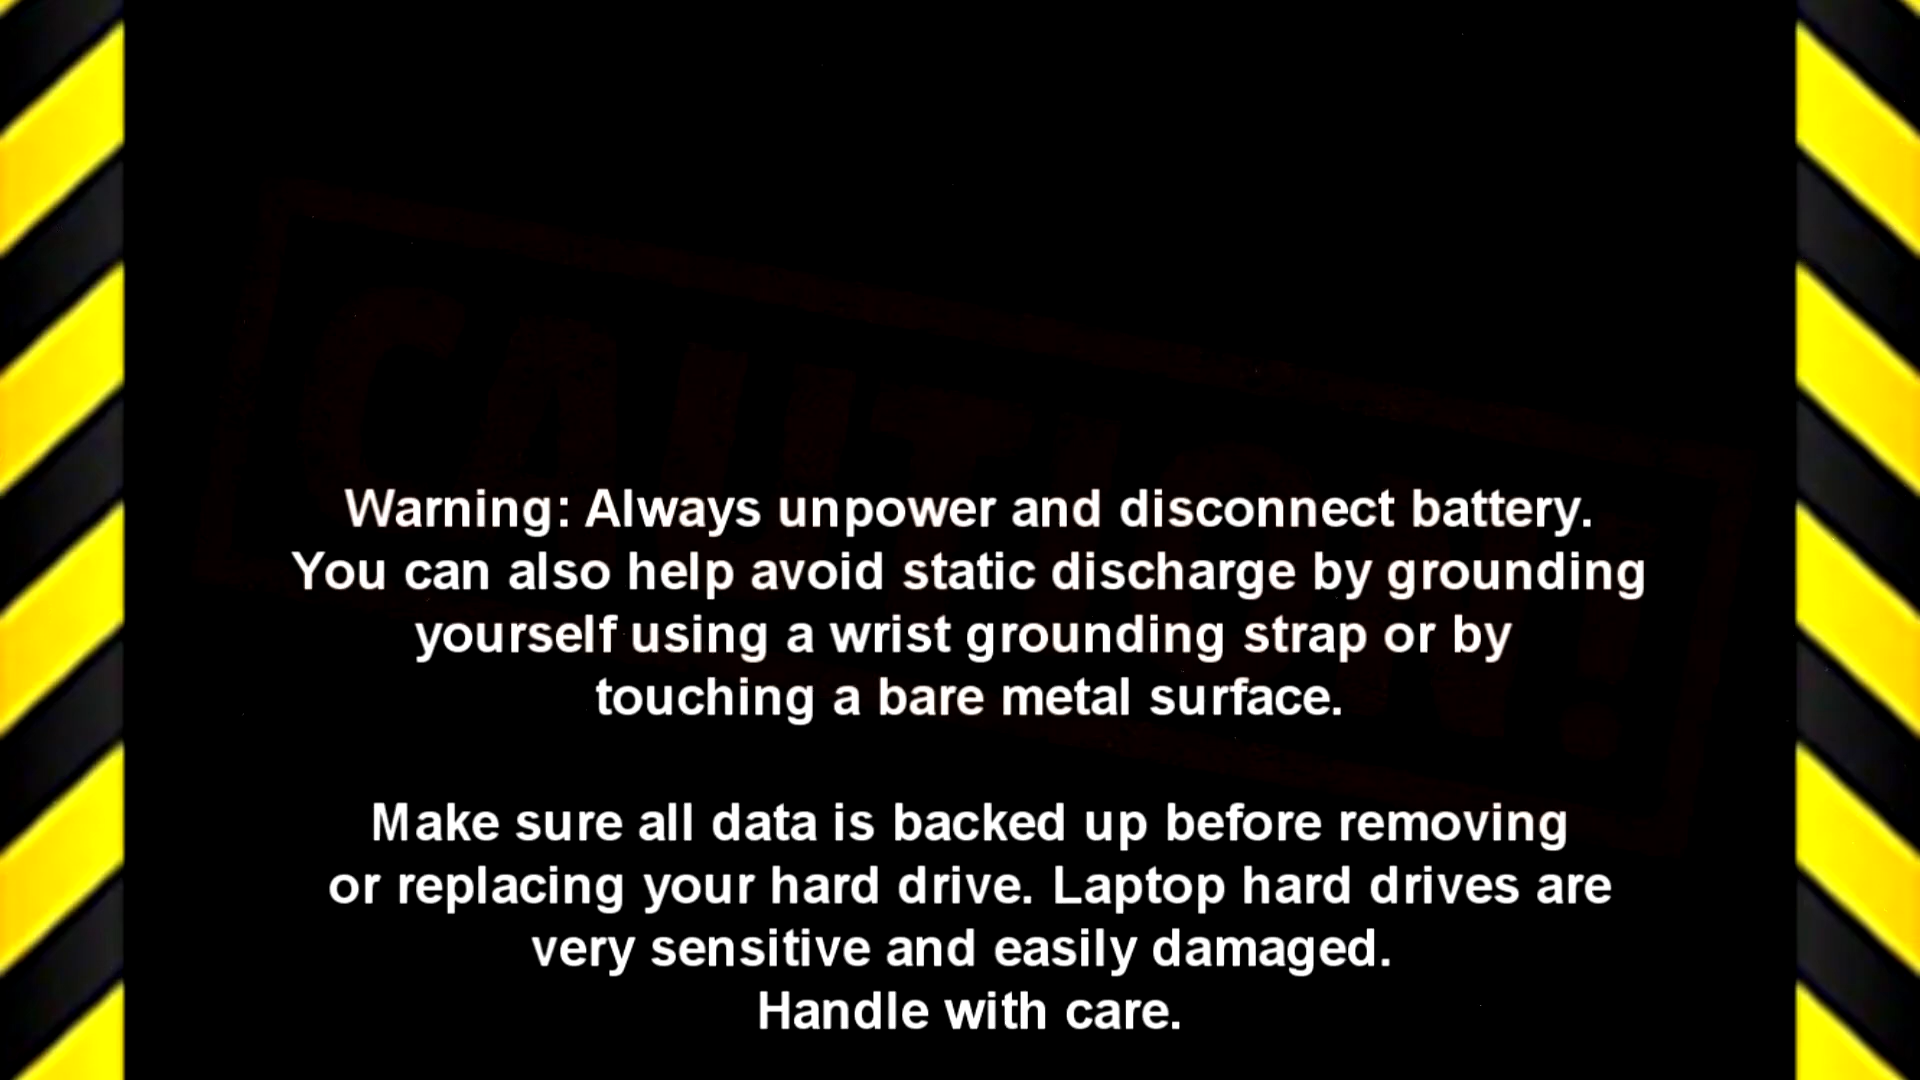 CAUTION!
Warning: Always unpower and disconnect battery.
You can also help avoid static discharge by grounding
yourself using a wrist grounding strap or by
touching a bare metal surface.
Make sure all data is backed up before removing
or replacing your hard drive. Laptop hard drives are
very sensitive and easily damaged.
Handle with care.